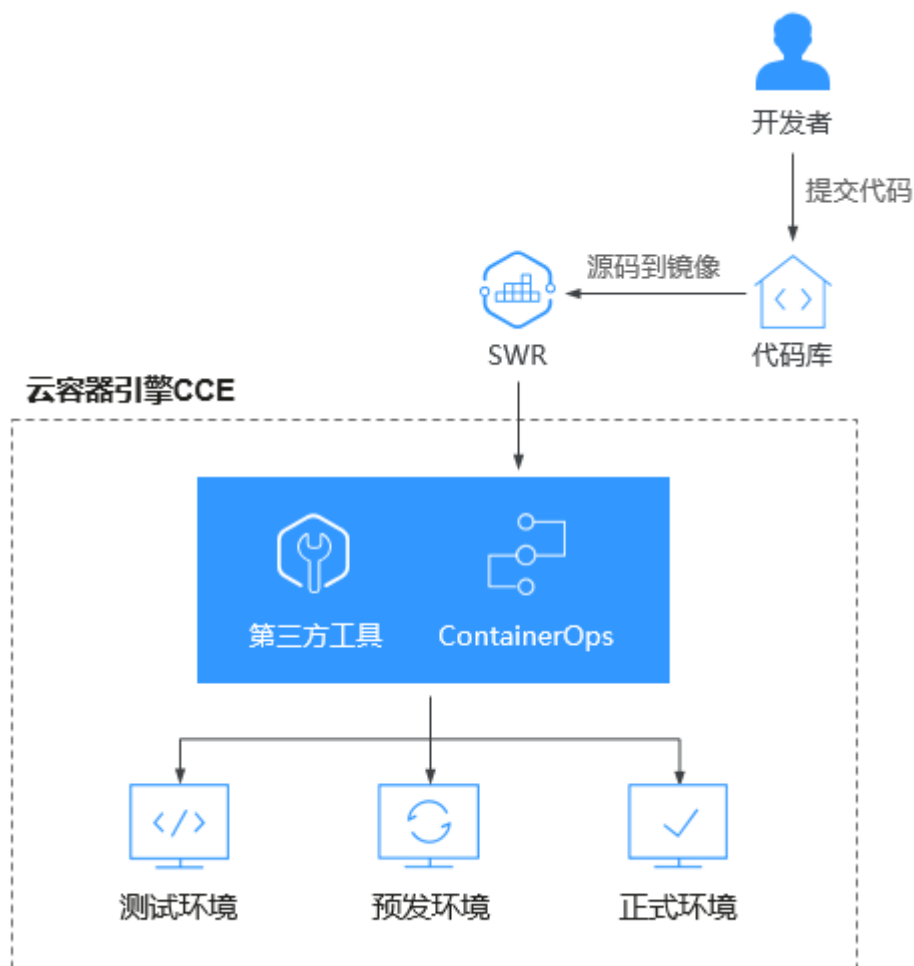 开发者
提交代码
源码到镜像
SWR
代码库
云容器引擎CCE
第三方工具
ContainerOps
测试环境
预发环境
正式环境